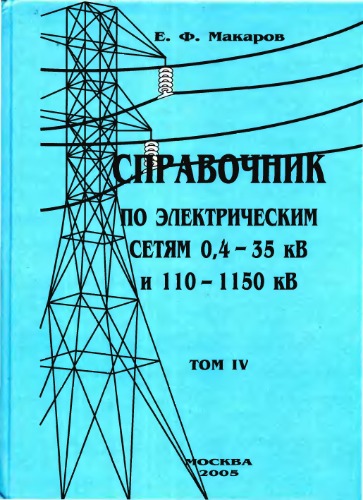 Е. Ф. Макаров
СПРАВОЧНИК
ПО ЭЛЕКТРИЧЕСКИМ
СЕТЯМ 0,4 – 35 кВ
и 110 – 1150 кВ
ТОМ IV
МОСКВА
2005